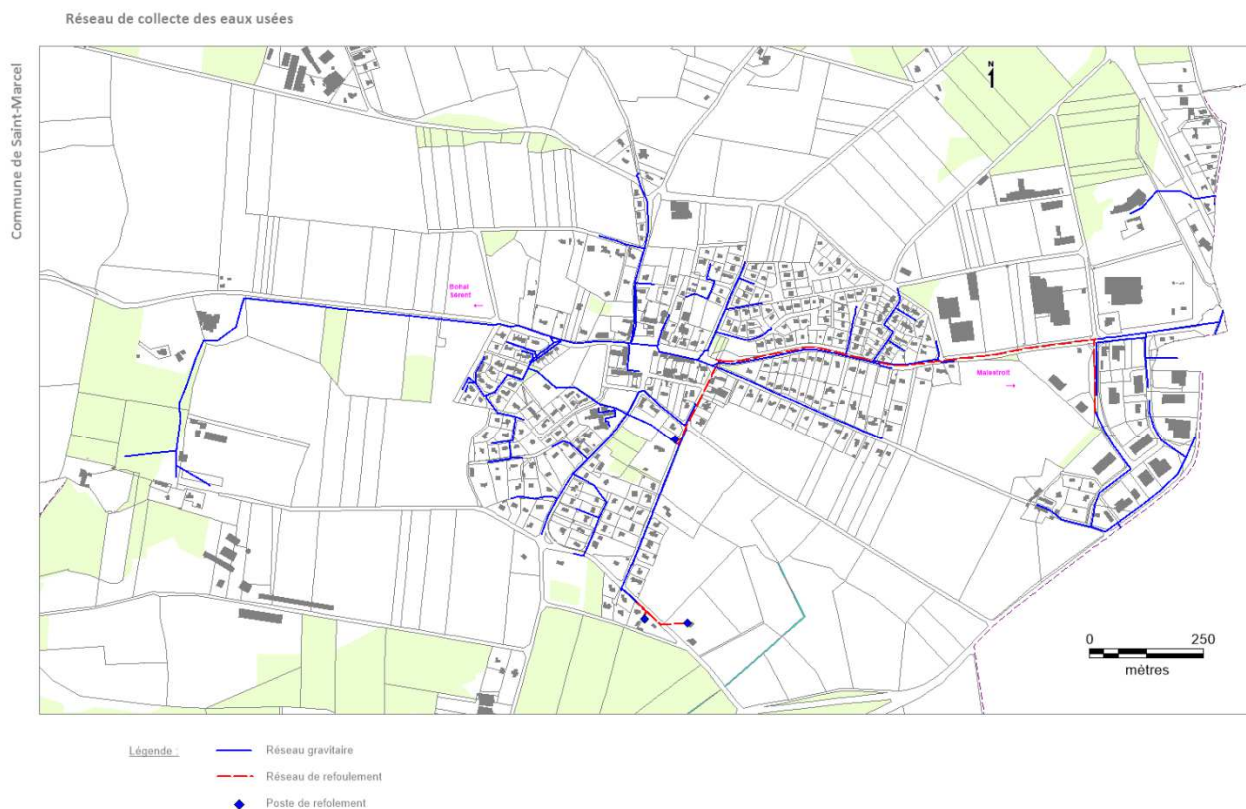 Réseau de collecte des eaux usées
Commune de Saint-Marcel
N
Bohal
Sérent
Malestroit
0 250
mètres
Légende :
Réseau gravitaire
Réseau de refoulement
Poste de refolement